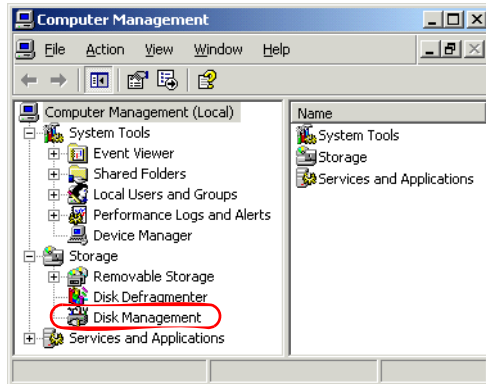 Computer Management
File Action View Window Help
Computer Management (Local)
System Tools
Event Viewer
Shared Folders
Local Users and Groups
Performance Logs and Alerts
Device Manager
Storage
Removable Storage
Disk Defragmenter
Disk Management
Services and Applications
Name
System Tools
Storage
Services and Applications